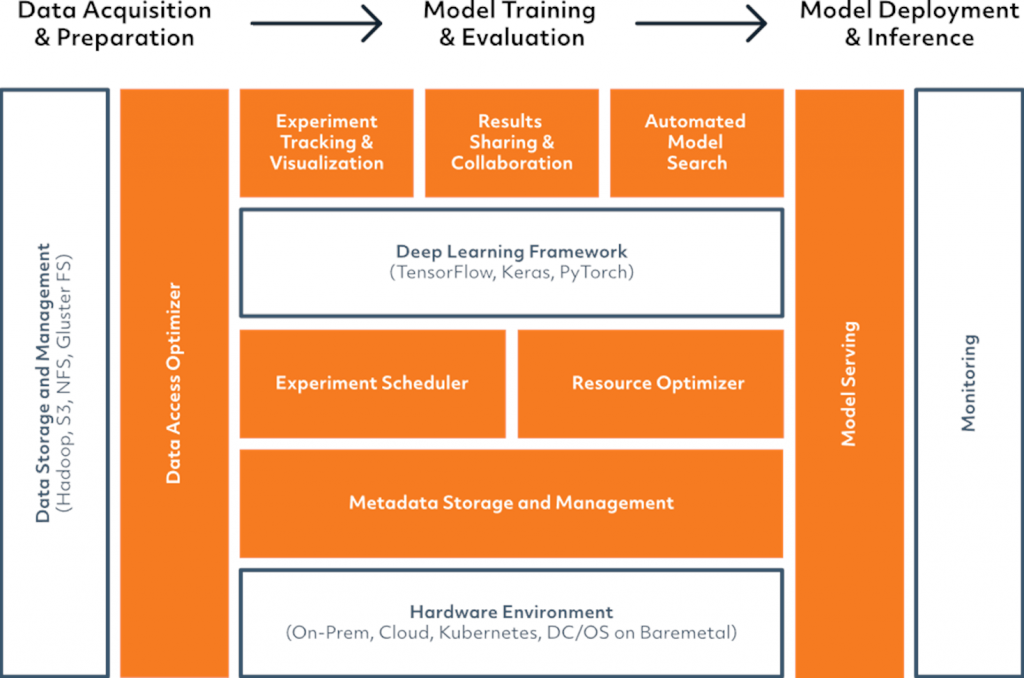 Data Acquisition
& Preparation
Model Training
& Evaluation
Model Deployment
& Inference
Data Storage and Management
(Hadoop, S3, NFS, Gluster FS)
Data Access Optimizer
Experiment
Tracking &
Visualization
Results
Sharing &
Collaboration
Automated
Model
Search
Deep Learning Framework
(TensorFlow, Keras, PyTorch)
Experiment Scheduler
Resource Optimizer
Metadata Storage and Management
Hardware Environment
(On-Prem, Cloud, Kubernetes, DC/OS on Baremetal)
Model Serving
Monitoring